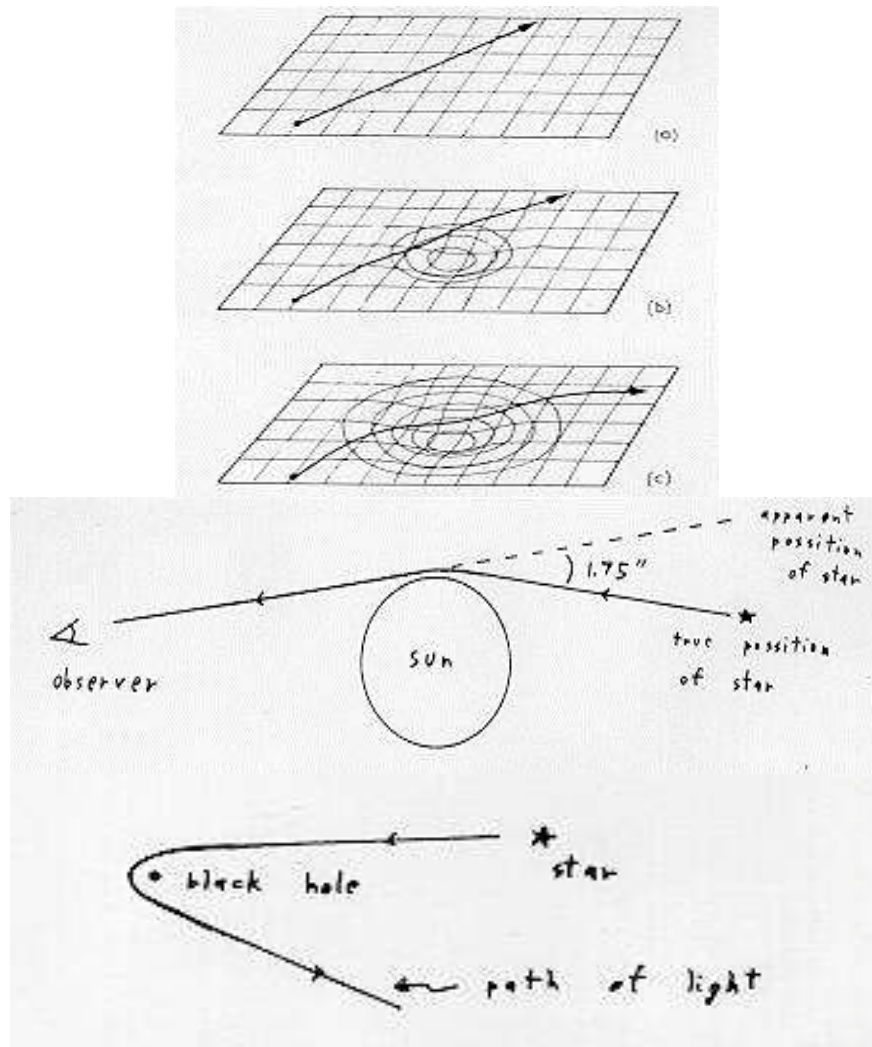 (a)
(b)
(c)
apparent
possition
of star
1.75"
sun
observer
true possition
of star
star
black hole
path of light